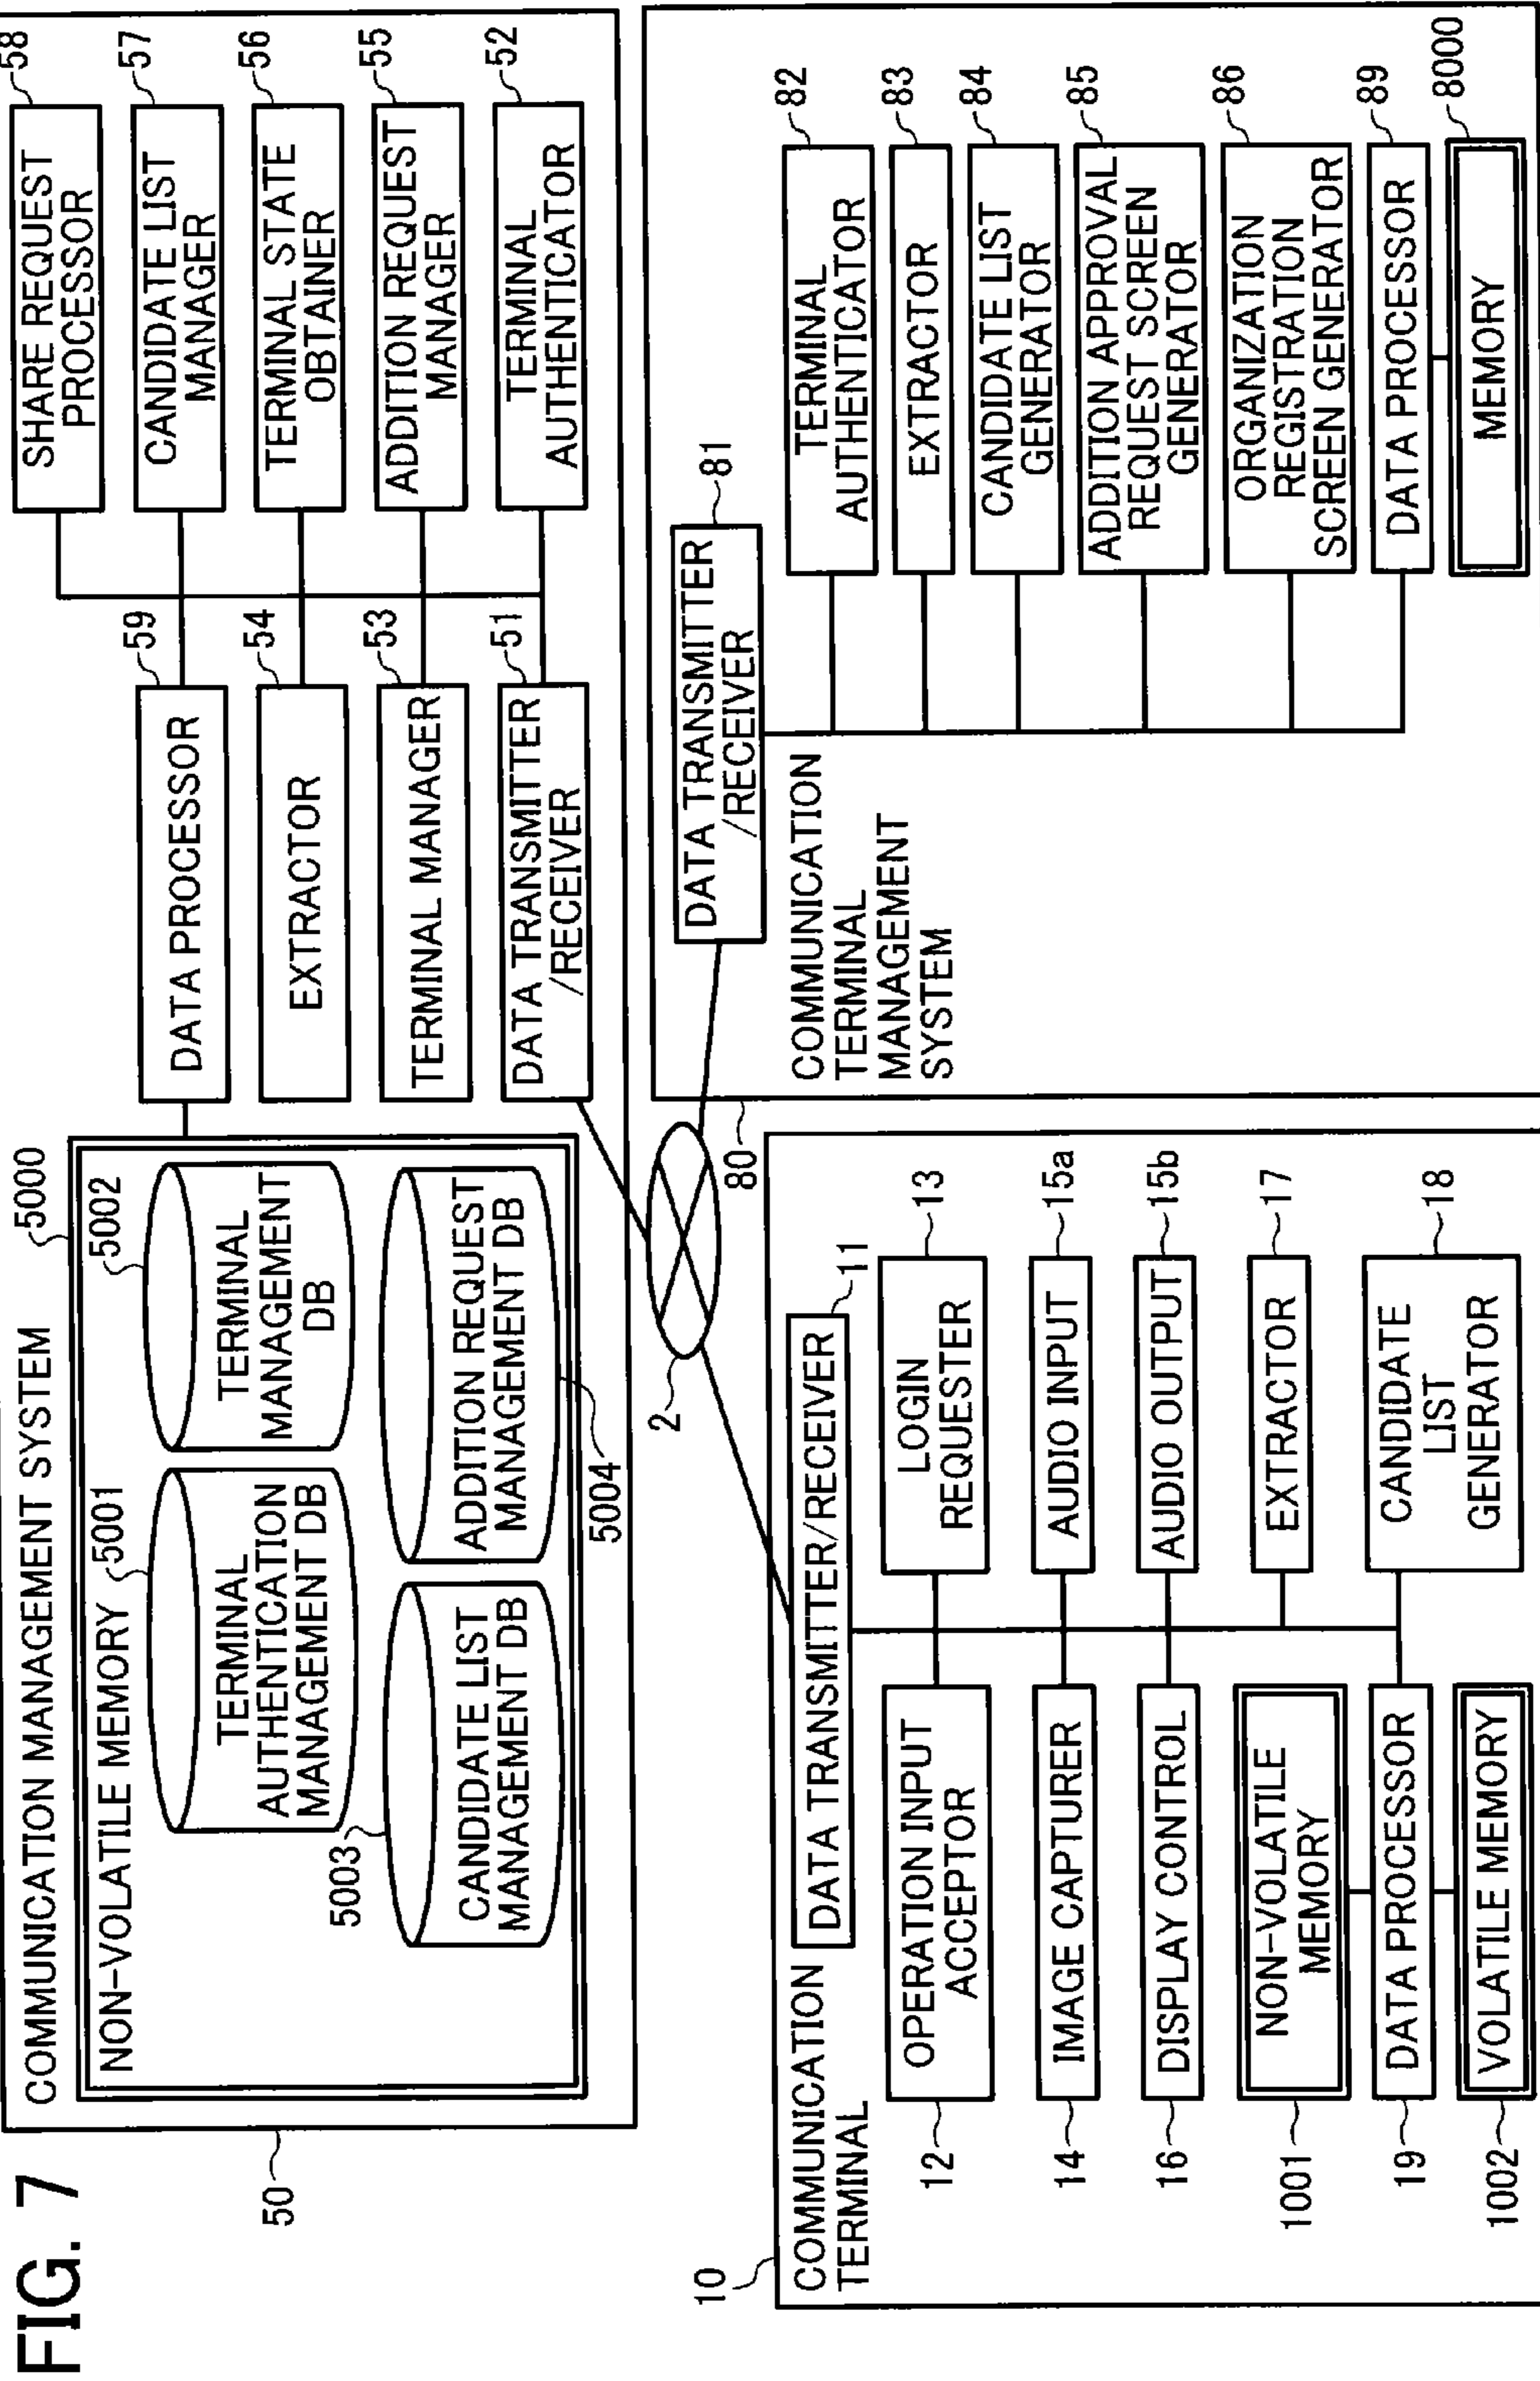 FIG. 7
50
COMMUNICATION MANAGEMENT SYSTEM
5000
NON-VOLATILE MEMORY
5001
TERMINAL
AUTHENTICATION
MANAGEMENT DB
5002
TERMINAL
MANAGEMENT
DB
5003
CANDIDATE LIST
MANAGEMENT DB
ADDITION REQUEST
MANAGEMENT DB
5004
DATA PROCESSOR
59
EXTRACTOR
54
TERMINAL MANAGER
53
DATA TRANSMITTER
/RECEIVER
51
SHARE REQUEST
PROCESSOR
58
CANDIDATE LIST
MANAGER
57
TERMINAL STATE
OBTAINER
56
ADDITION REQUEST
MANAGER
55
TERMINAL
AUTHENTICATOR
52
2
10
COMMUNICATION
TERMINAL
DATA TRANSMITTER/RECEIVER
11
12
OPERATION INPUT
ACCEPTOR
LOGIN
REQUESTER
13
14
IMAGE CAPTURER
AUDIO INPUT
15a
16
DISPLAY CONTROL
AUDIO OUTPUT
15b
1001
NON-VOLATILE
MEMORY
EXTRACTOR
17
19
DATA PROCESSOR
CANDIDATE
LIST
GENERATOR
18
1002
VOLATILE MEMORY
80
COMMUNICATION
TERMINAL
MANAGEMENT
SYSTEM
DATA TRANSMITTER
/RECEIVER
81
TERMINAL
AUTHENTICATOR
82
EXTRACTOR
83
CANDIDATE LIST
GENERATOR
84
ADDITION APPROVAL
REQUEST SCREEN
GENERATOR
85
ORGANIZATION
REGISTRATION
SCREEN GENERATOR
86
DATA PROCESSOR
89
MEMORY
8000